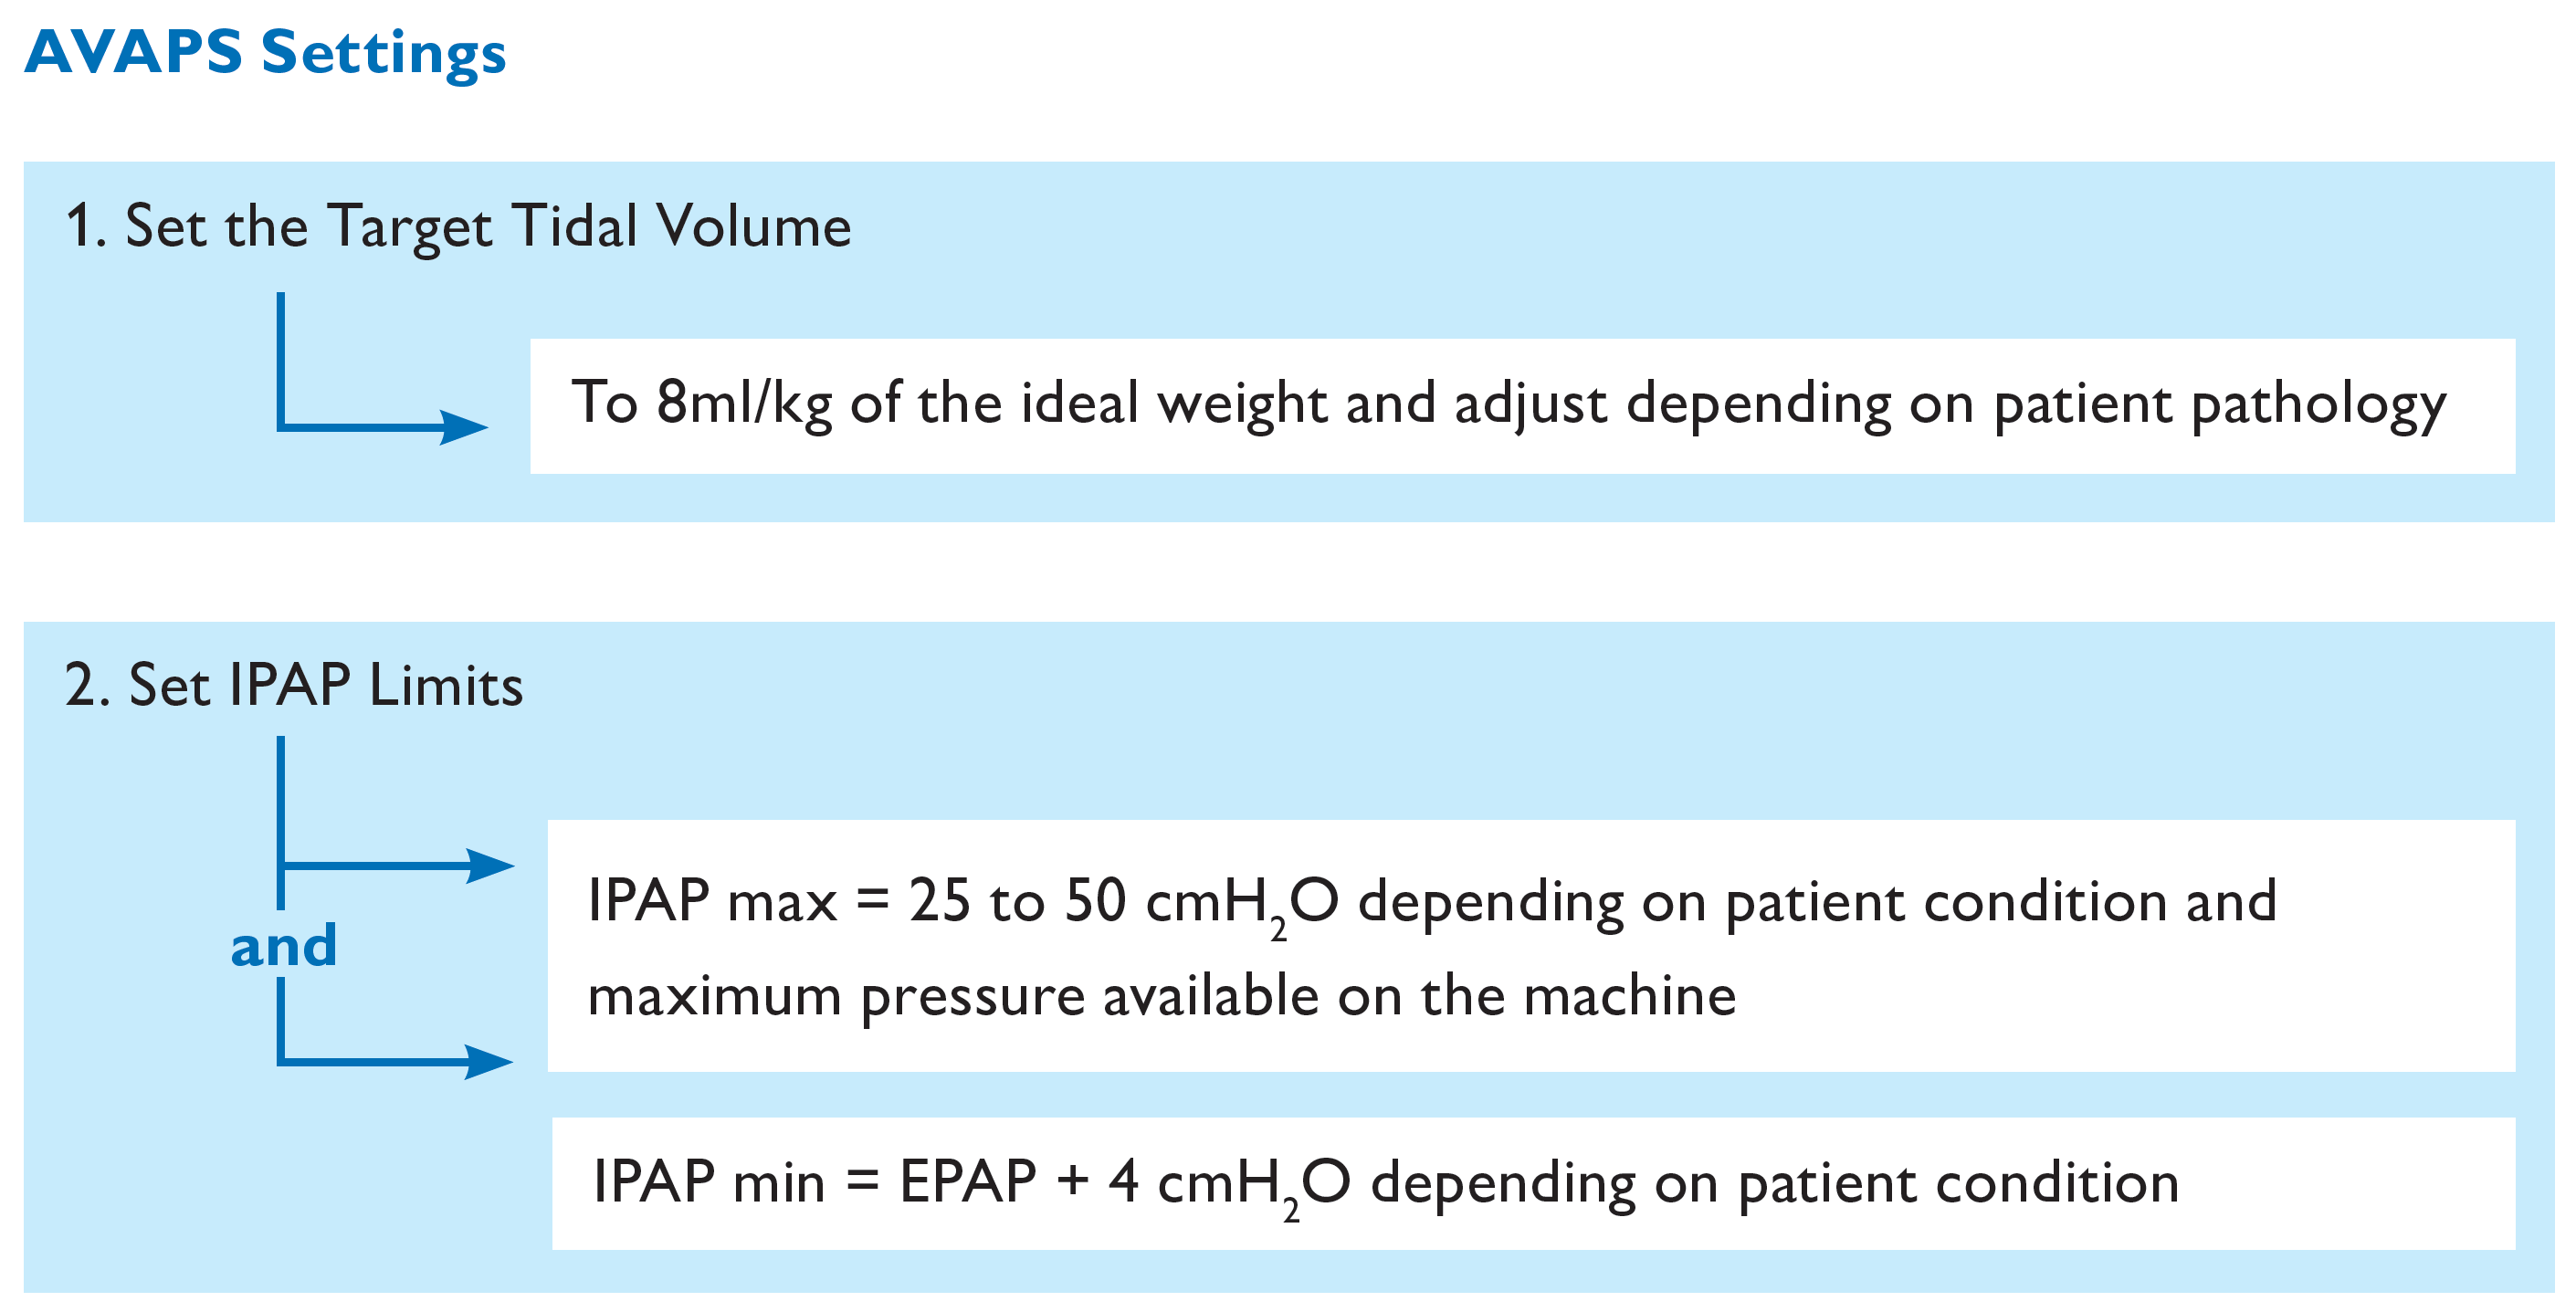 AVAPS Settings
1. Set the Target Tidal Volume
To 8ml/kg of the ideal weight and adjust depending on patient pathology
2. Set IPAP Limits
IPAP max = 25 to 50 cmH₂O depending on patient condition and
maximum pressure available on the machine
and
IPAP min = EPAP + 4 cmH₂O depending on patient condition